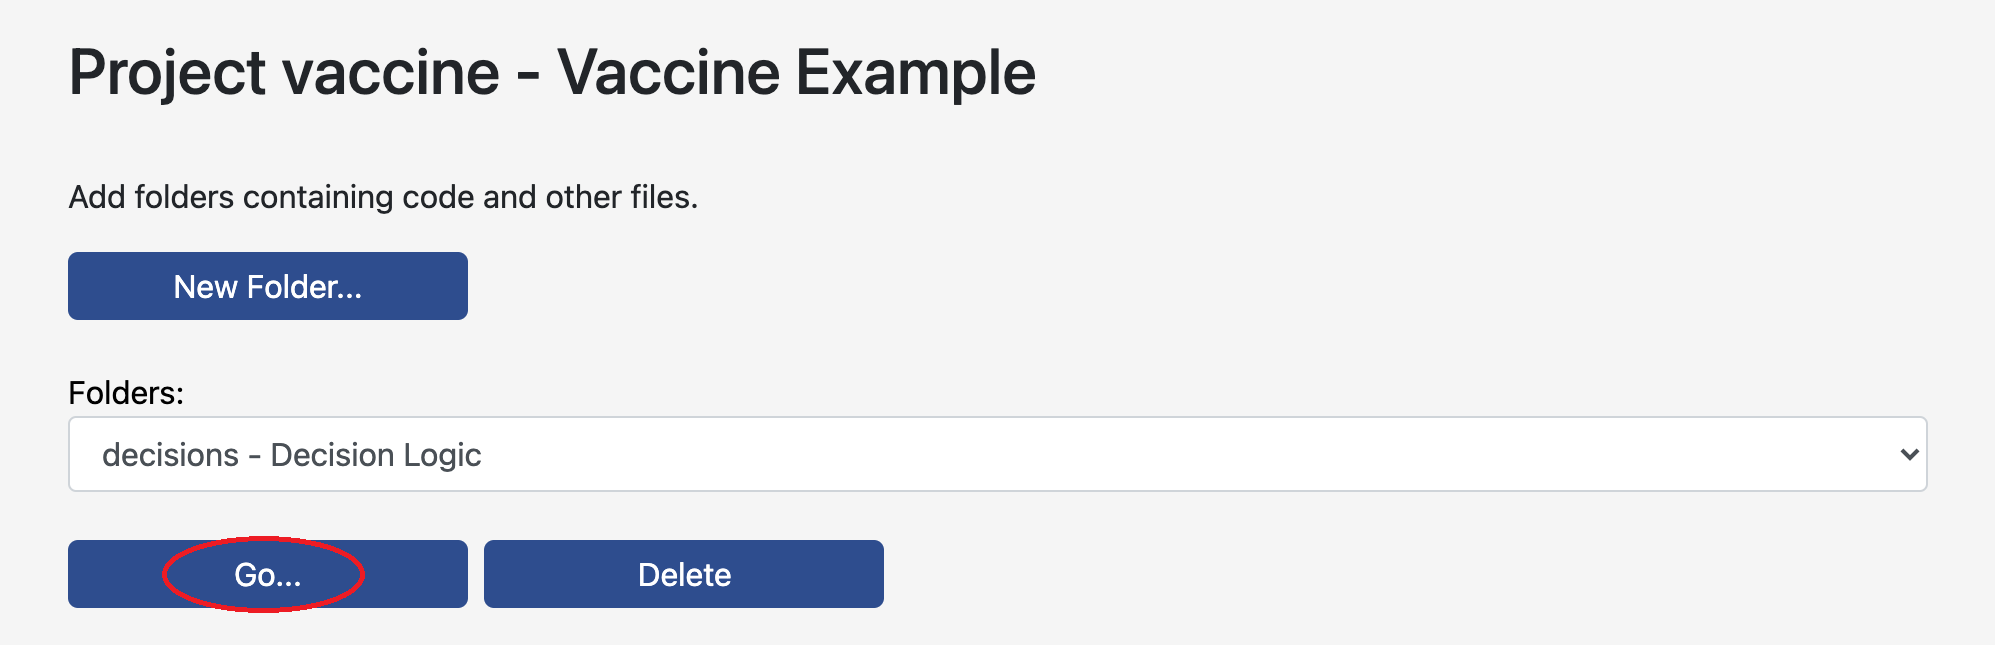 Project vaccine - Vaccine Example
Add folders containing code and other files.
New Folder...
Folders:
decisions - Decision Logic
Go...
Delete